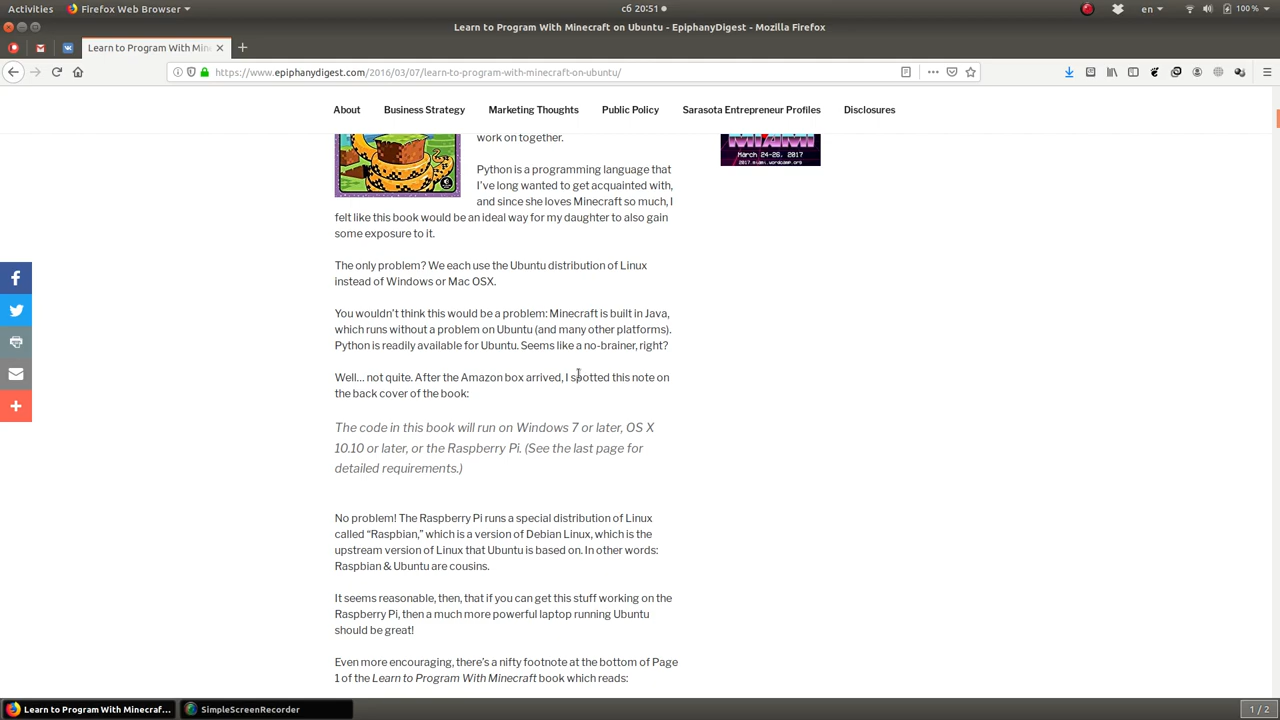 Activities
Firefox Web Browser
сб 20:51
en
100 %
Learn to Program With Minecraft on Ubuntu - EpiphanyDigest - Mozilla Firefox
Learn to Program With Min
https://www.epiphanydigest.com/2016/03/07/learn-to-program-with-minecraft-on-ubuntu/
About
Business Strategy
Marketing Thoughts
Public Policy
Sarasota Entrepreneur Profiles
Disclosures
work on together.
MIAMI
March 24-26, 2017
2017.miami.wordcamp.org
Python is a programming language that
I've long wanted to get acquainted with,
and since she loves Minecraft so much, I
felt like this book would be an ideal way for my daughter to also gain
some exposure to it.
The only problem? We each use the Ubuntu distribution of Linux
instead of Windows or Mac OSX.
You wouldn't think this would be a problem: Minecraft is built in Java,
which runs without a problem on Ubuntu (and many other platforms).
Python is readily available for Ubuntu. Seems like a no-brainer, right?
Well... not quite. After the Amazon box arrived, I spotted this note on
the back cover of the book:
The code in this book will run on Windows 7 or later, OS X
10.10 or later, or the Raspberry Pi. (See the last page for
detailed requirements.)
No problem! The Raspberry Pi runs a special distribution of Linux
called “Raspbian,” which is a version of Debian Linux, which is the
upstream version of Linux that Ubuntu is based on. In other words:
Raspbian & Ubuntu are cousins.
It seems reasonable, then, that if you can get this stuff working on the
Raspberry Pi, then a much more powerful laptop running Ubuntu
should be great!
Even more encouraging, there's a nifty footnote at the bottom of Page
1 of the Learn to Program With Minecraft book which reads:
Learn to Program With Minecraf...
SimpleScreenRecorder
1 / 2